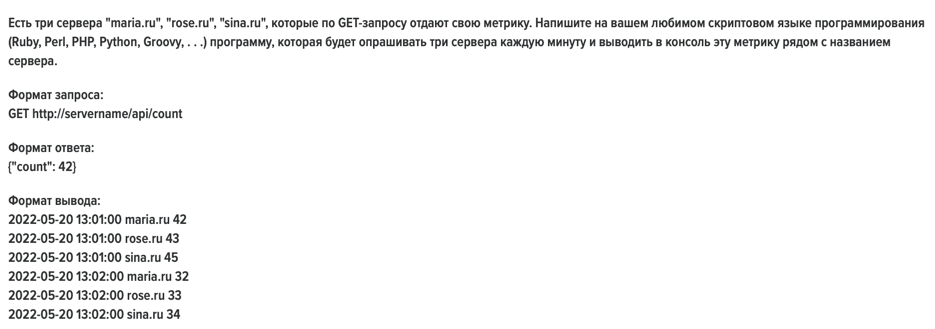 Есть три сервера "maria.ru", "rose.ru", "sina.ru", которые по GET-запросу отдают свою метрику. Напишите на вашем любимом скриптовом языке программирования
(Ruby, Perl, PHP, Python, Groovy, . . .) программу, которая будет опрашивать три сервера каждую минуту и выводить в консоль эту метрику рядом с названием
сервера.
Формат запроса:
GET http://servername/api/count
Формат ответа:
{"count": 42}
Формат вывода:
2022-05-20 13:01:00 maria.ru 42
2022-05-20 13:01:00 rose.ru 43
2022-05-20 13:01:00 sina.ru 45
2022-05-20 13:02:00 maria.ru 32
2022-05-20 13:02:00 rose.ru 33
2022-05-20 13:02:00 sina.ru 34